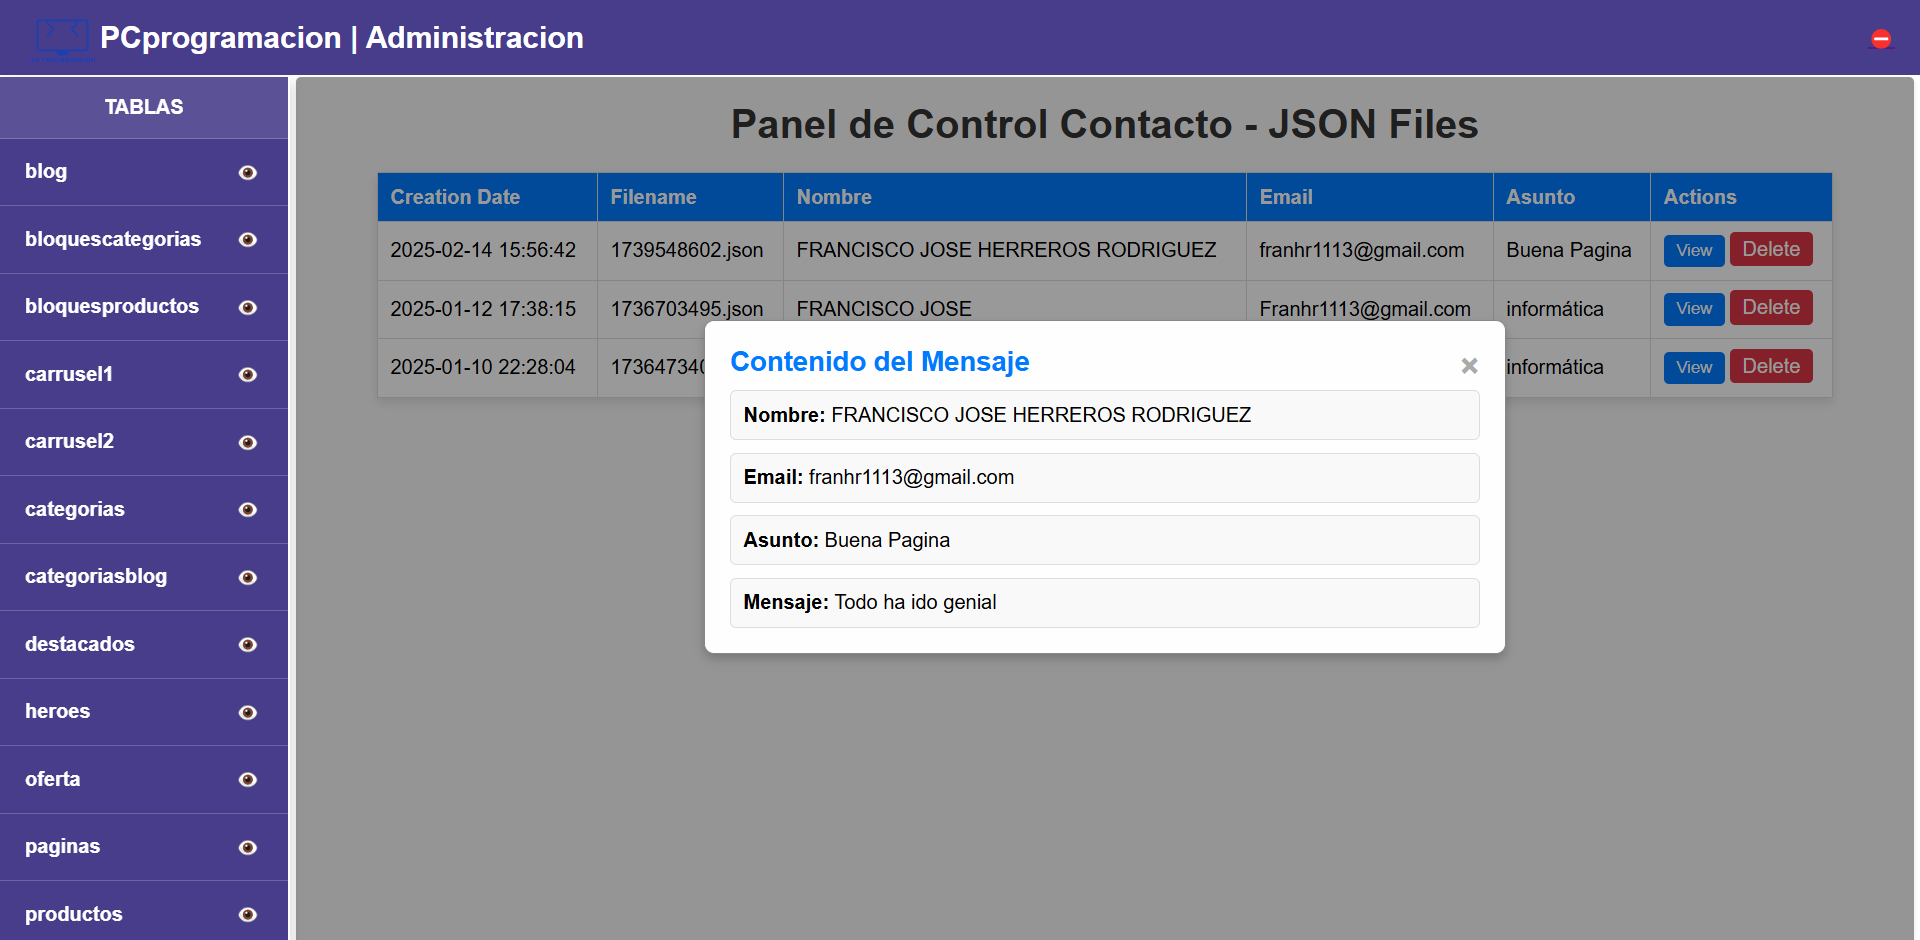 PCprogramacion | Administracion
TABLAS
blog
bloquescategorias
bloquesproductos
carrusel1
carrusel2
categorias
categoriasblog
destacados
heroes
oferta
paginas
productos
Panel de Control Contacto - JSON Files
Creation Date Filename Nombre Email Asunto Actions
2025-02-14 15:56:42 1739548602.json FRANCISCO JOSE HERREROS RODRIGUEZ franhr1113@gmail.com Buena Pagina View Delete
2025-01-12 17:38:15 1736703495.json FRANCISCO JOSE Franhr1113@gmail.com informática View Delete
2025-01-10 22:28:04 informática View Delete
Contenido del Mensaje
×
Nombre: FRANCISCO JOSE HERREROS RODRIGUEZ
Email: franhr1113@gmail.com
Asunto: Buena Pagina
Mensaje: Todo ha ido genial